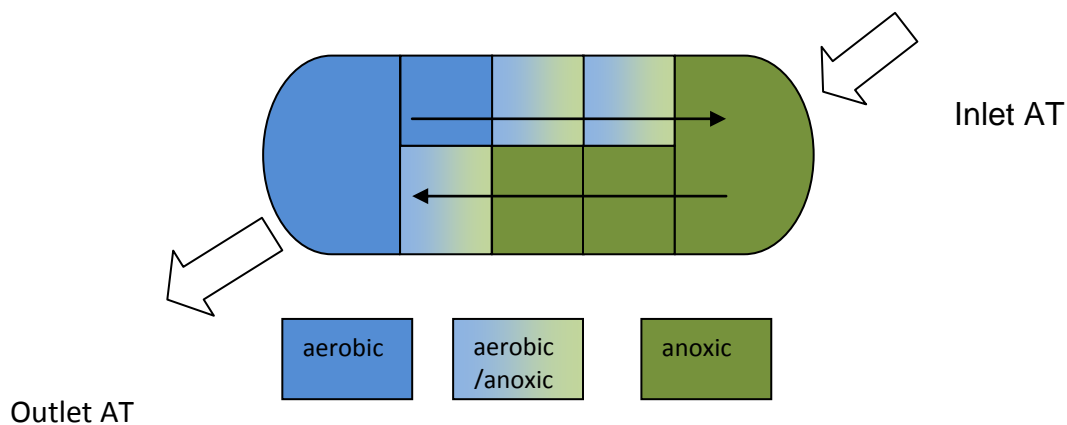 Inlet AT
aerobic
aerobic
/anoxic
anoxic
Outlet AT